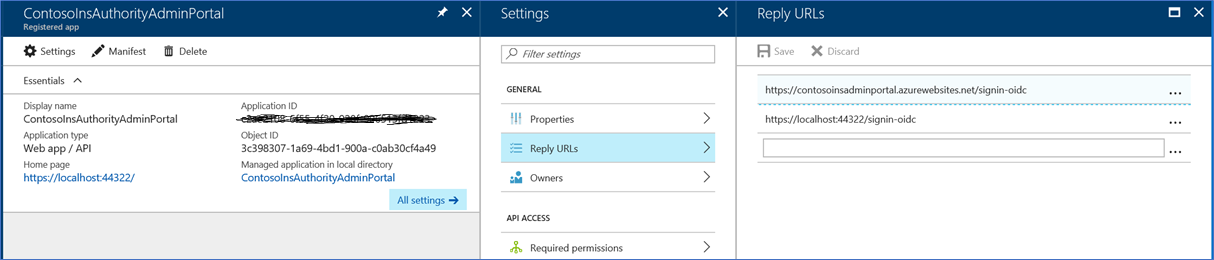 ContosoInsAuthorityAdminPortal
Registered app
Settings
Manifest
Delete
Essentials
Display name
ContosoInsAuthorityAdminPortal
Application ID
Application type
Web app / API
Object ID
3c398307-1a69-4bd1-900a-c0ab30cf4a49
Home page
https://localhost:44322/
Managed application in local directory
ContosoInsAuthorityAdminPortal
All settings
Settings
Filter settings
GENERAL
Properties
Reply URLs
Owners
API ACCESS
Required permissions
Reply URLs
Save
Discard
https://contosoinsadminportal.azurewebsites.net/signin-oidc
...
https://localhost:44322/signin-oidc
...
...